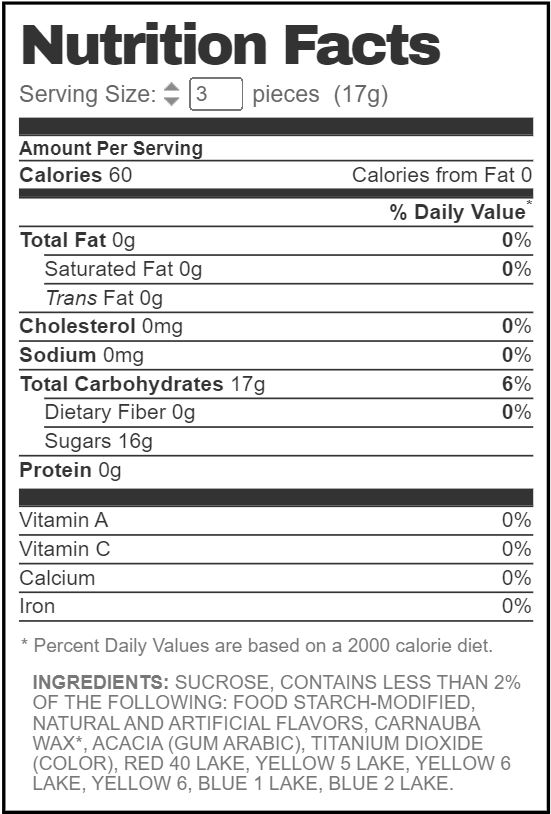 Nutrition Facts
Serving Size: 3 pieces (17g)
Amount Per Serving
Calories 60 Calories from Fat 0
% Daily Value*
Total Fat 0g 0%
Saturated Fat 0g 0%
Trans Fat 0g
Cholesterol 0mg 0%
Sodium 0mg 0%
Total Carbohydrates 17g 6%
Dietary Fiber 0g 0%
Sugars 16g
Protein 0g
Vitamin A 0%
Vitamin C 0%
Calcium 0%
Iron 0%
* Percent Daily Values are based on a 2000 calorie diet.
INGREDIENTS: SUCROSE, CONTAINS LESS THAN 2%
OF THE FOLLOWING: FOOD STARCH-MODIFIED,
NATURAL AND ARTIFICIAL FLAVORS, CARNAUBA
WAX*, ACACIA (GUM ARABIC), TITANIUM DIOXIDE
(COLOR), RED 40 LAKE, YELLOW 5 LAKE, YELLOW 6
LAKE, YELLOW 6, BLUE 1 LAKE, BLUE 2 LAKE.